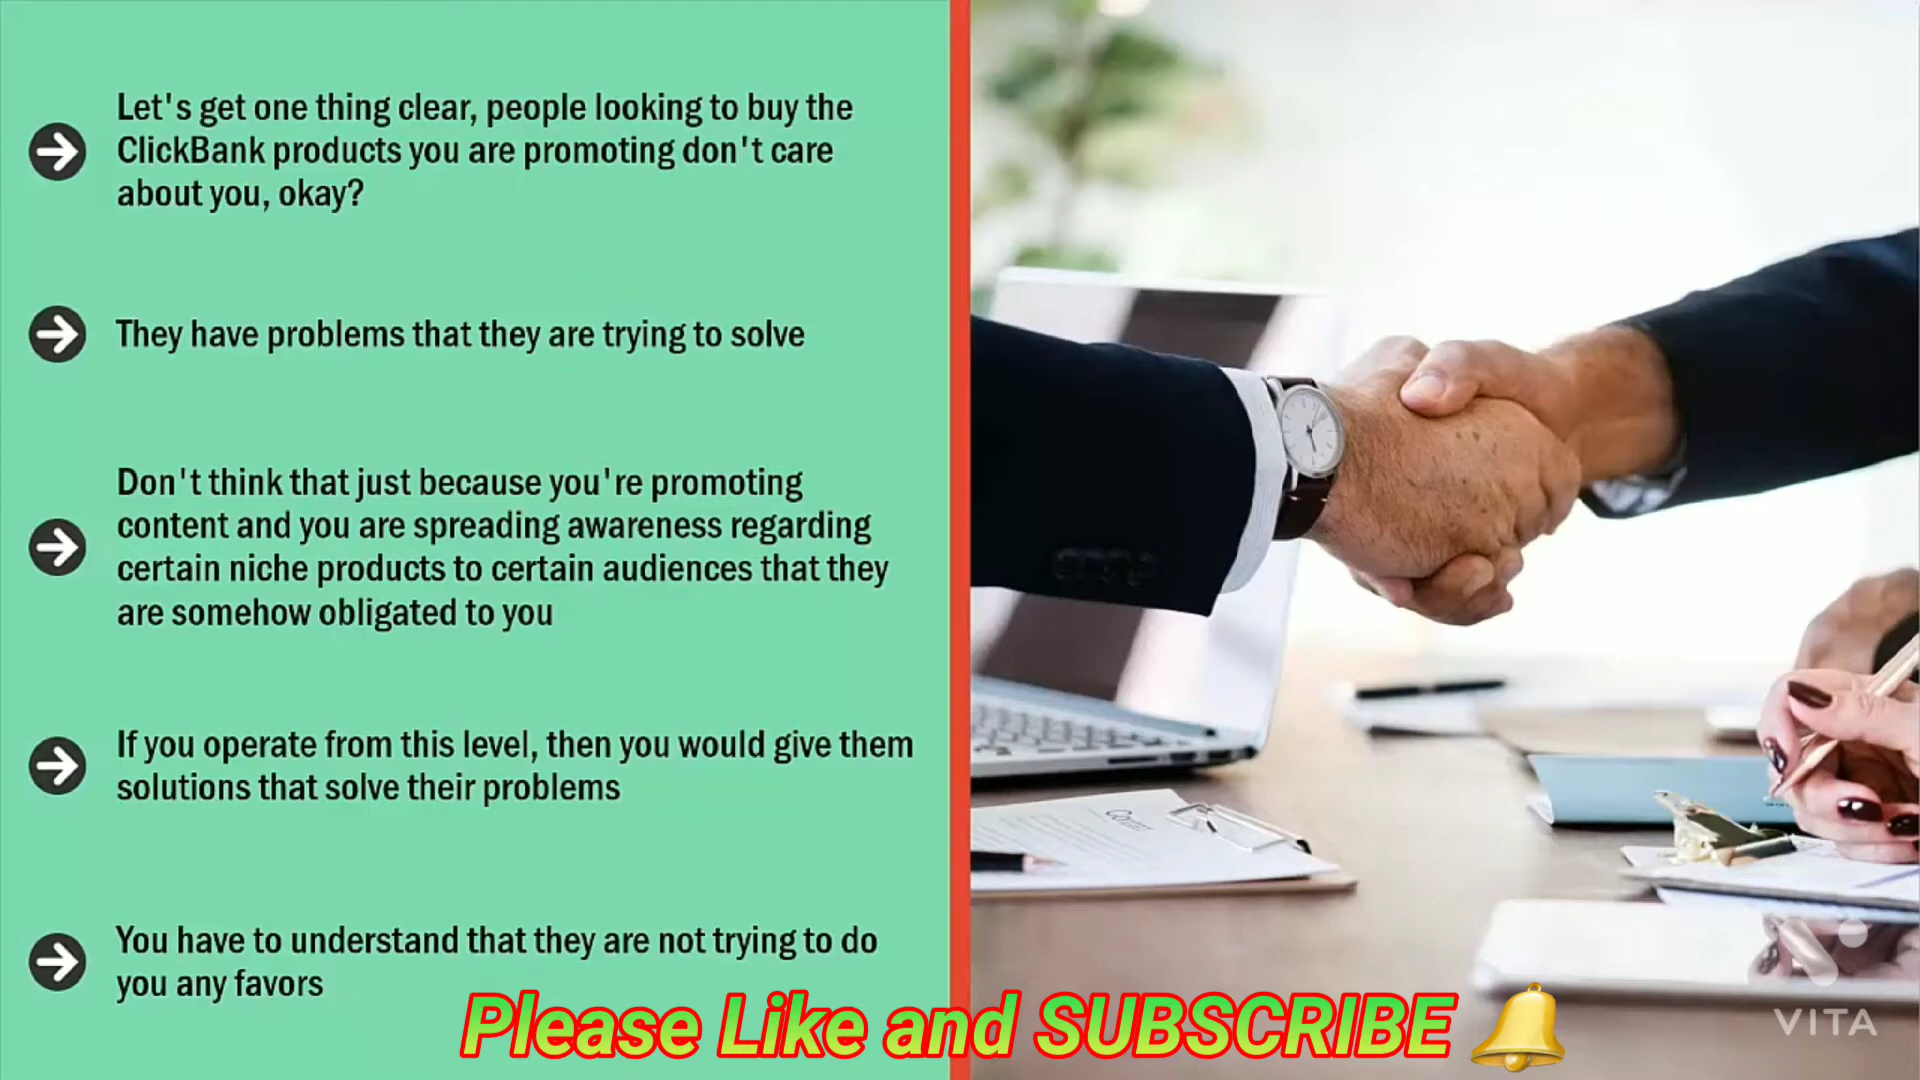 Let's get one thing clear, people looking to buy the
ClickBank products you are promoting don't care
about you, okay?
They have problems that they are trying to solve
Don't think that just because you're promoting
content and you are spreading awareness regarding
certain niche products to certain audiences that they
are somehow obligated to you
If you operate from this level, then you would give them
solutions that solve their problems
You have to understand that they are not trying to do
you any favors
Please Like and SUBSCRIBE
VITA